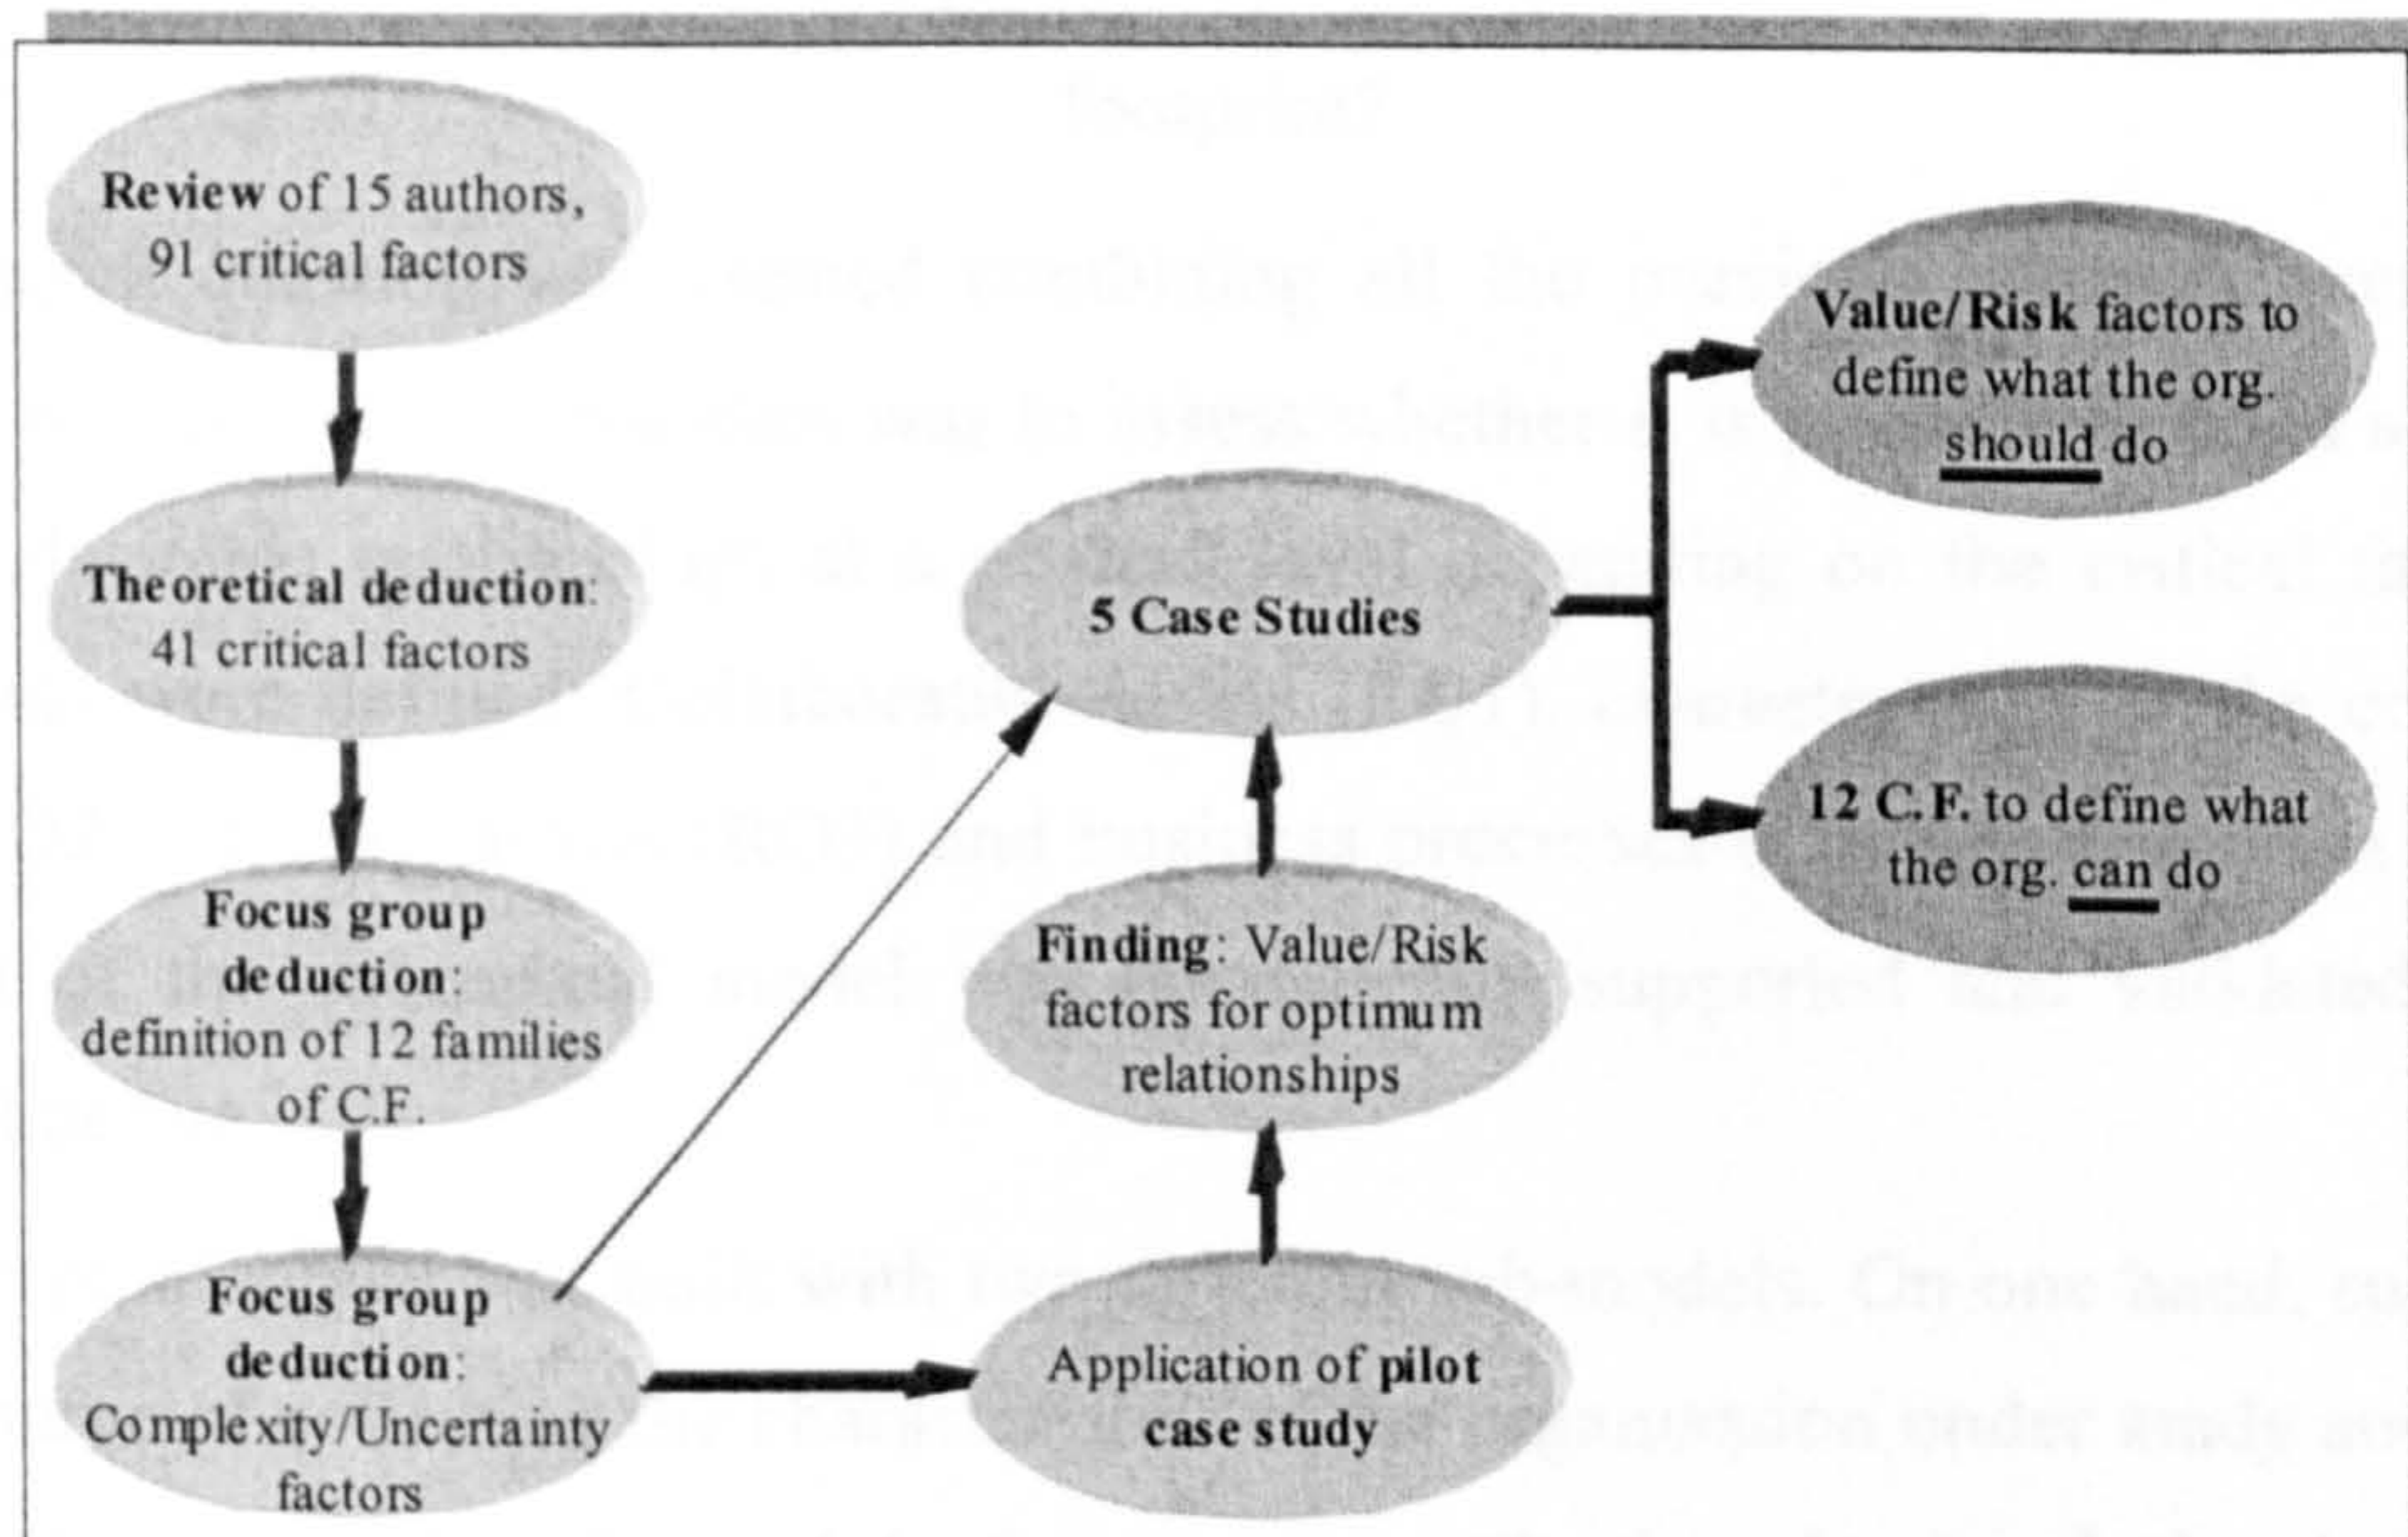 Review of 15 authors,
91 critical factors
Theoretical deduction:
41 critical factors
Focus group
deduction:
definition of 12 families
of C.F.
Focus group
deduction:
Complexity/Uncertainty
factors
Application of pilot
case study
Finding: Value/Risk
factors for optimum
relationships
5 Case Studies
Value/Risk factors to
define what the org.
should do
12 C.F. to define what
the org. can do